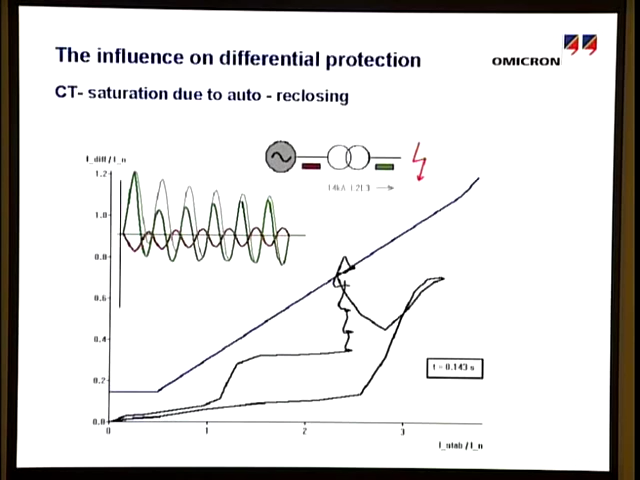 The influence on differential protection
OMICRON
CT- saturation due to auto - reclosing
I_diff / I_n
1.2
1.0
0.8
0.6
0.4
0.2
0.0
t = 0.143 s
0
1
2
3
I_stab / I_n